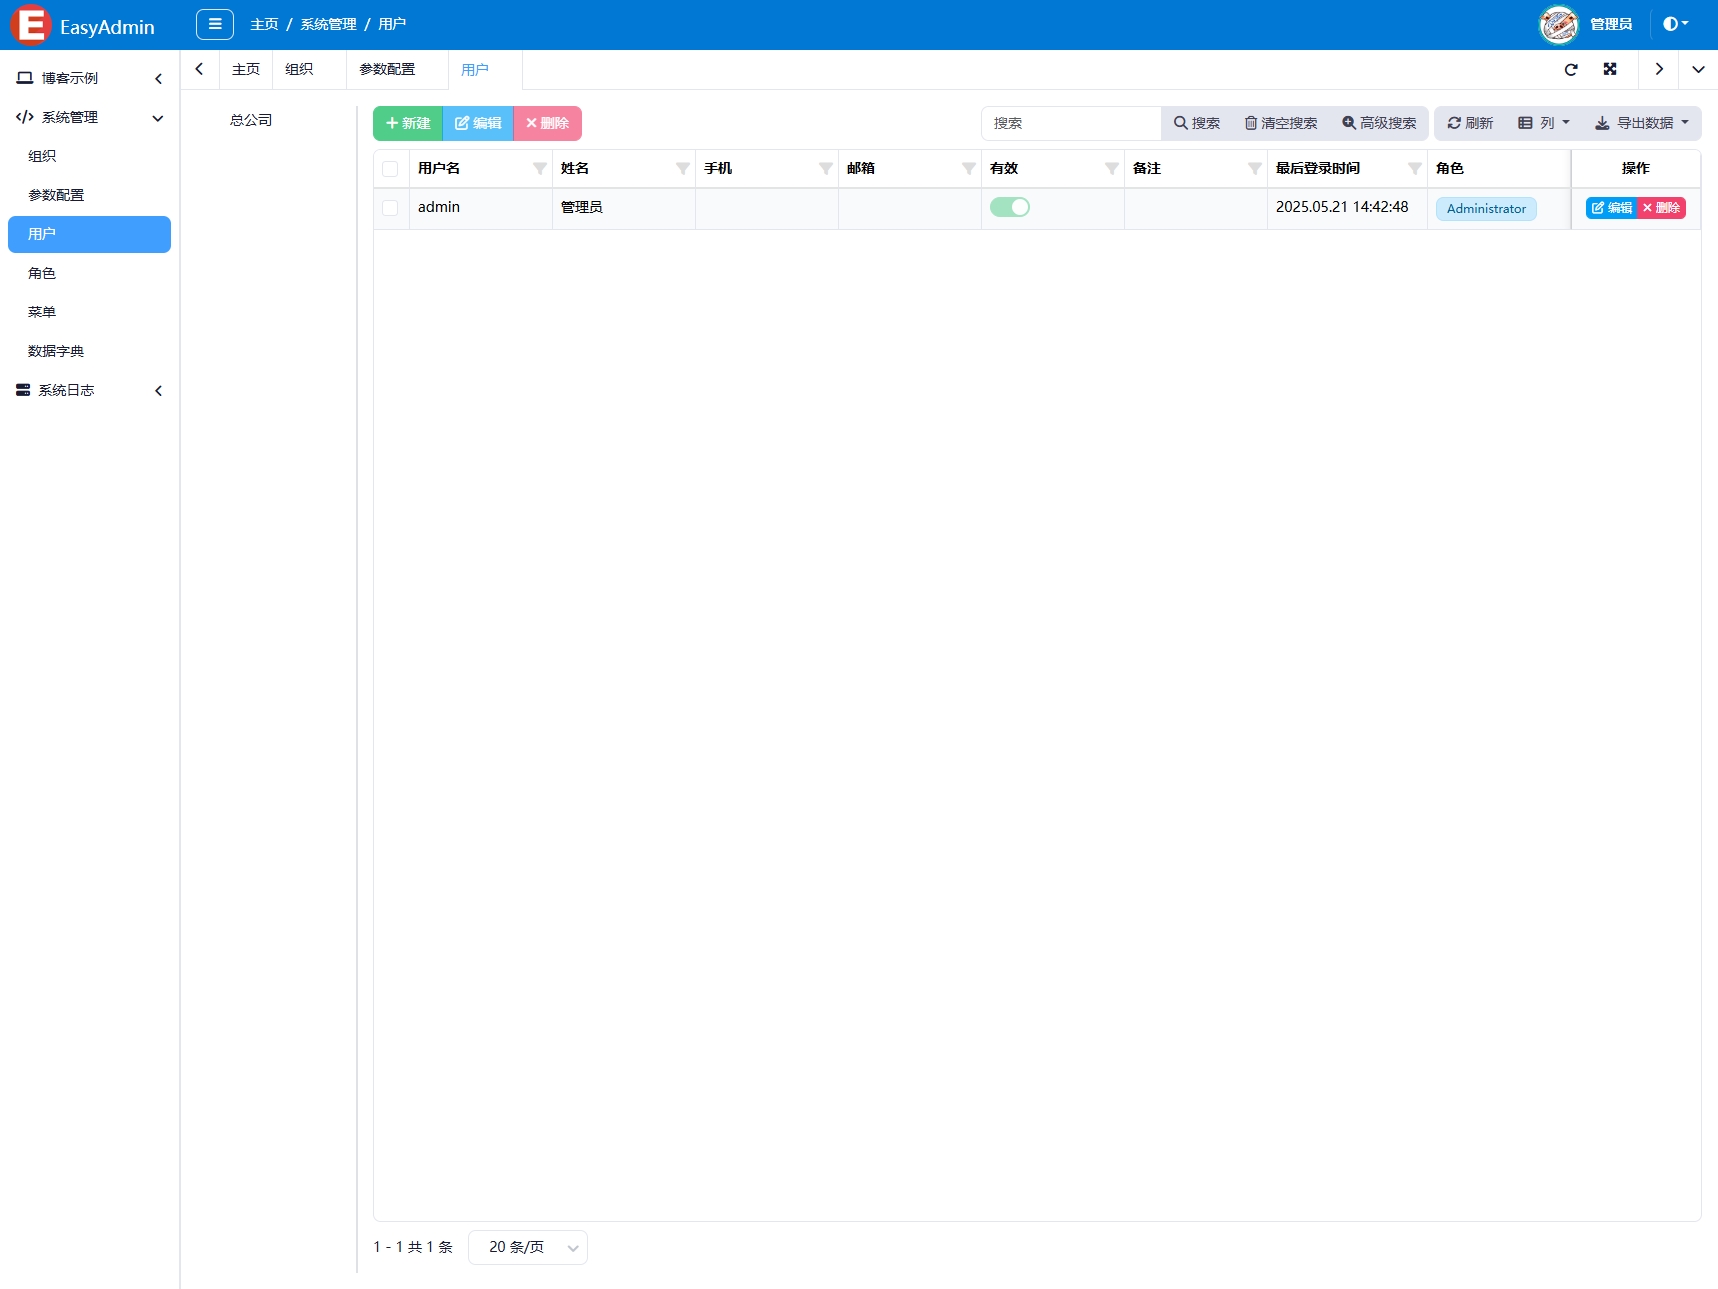 EasyAdmin
主页 / 系统管理 / 用户
管理员
博客示例
系统管理
组织
参数配置
用户
角色
菜单
数据字典
系统日志
主页 组织 参数配置 用户
总公司
新建 编辑 删除
搜索 搜索 清空搜索 高级搜索 刷新 列 导出数据
用户名 姓名 手机 邮箱 有效 备注 最后登录时间 角色 操作
admin 管理员 2025.05.21 14:42:48 Administrator 编辑 删除
1 - 1 共 1 条 20 条/页